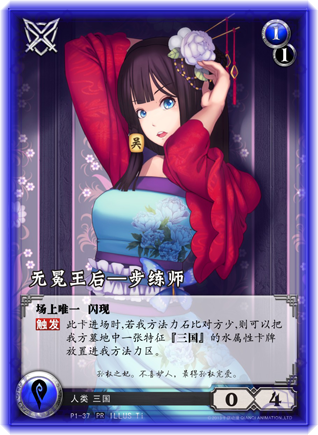 1
1
吴
无冕王后—步练师
场上唯一 闪现
触发 此卡进场时,若我方法力石比对方少,则可以把
我方墓地中一张特征『三国』的水属性卡牌
放置进我方法力区。
孙权之妃。不喜妒人,最得孙权宠爱。
人类 三国
0 4
P1-37 PR ILLUS.TI